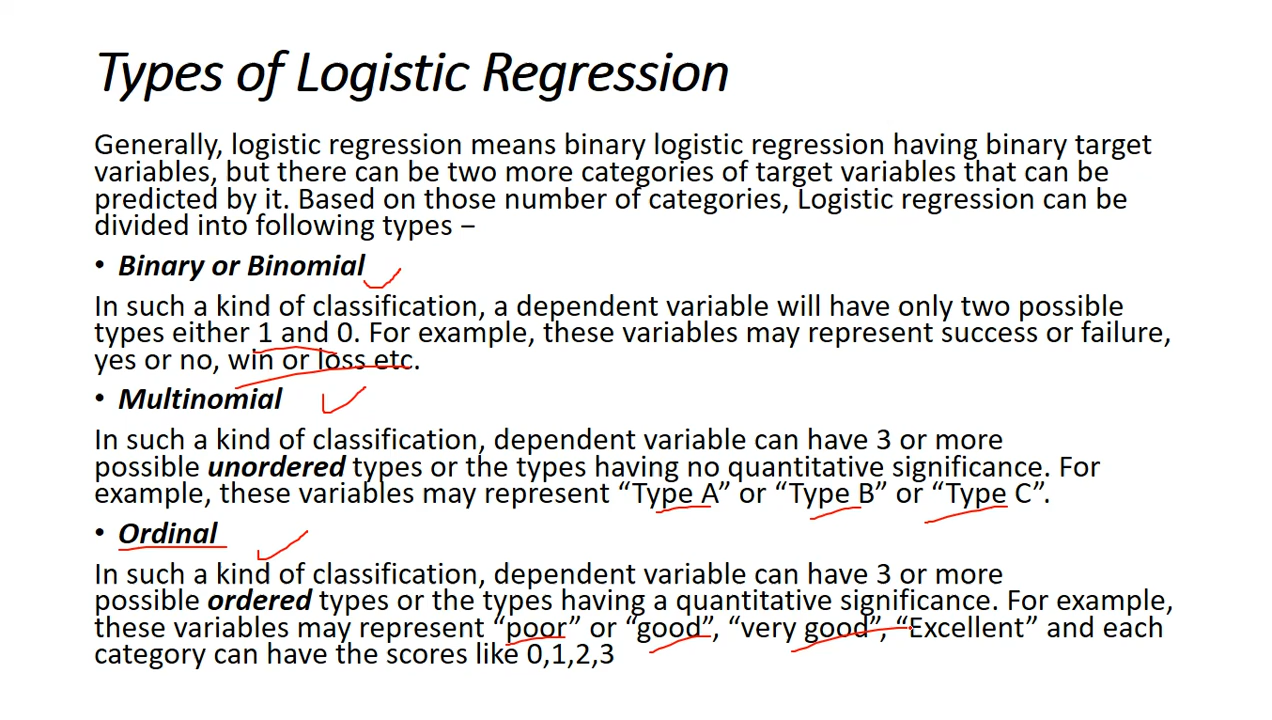 Types of Logistic Regression
Generally, logistic regression means binary logistic regression having binary target
variables, but there can be two more categories of target variables that can be
predicted by it. Based on those number of categories, Logistic regression can be
divided into following types −
• Binary or Binomial
In such a kind of classification, a dependent variable will have only two possible
types either 1 and 0. For example, these variables may represent success or failure,
yes or no, win or loss etc.
• Multinomial
In such a kind of classification, dependent variable can have 3 or more
possible unordered types or the types having no quantitative significance. For
example, these variables may represent “Type A” or “Type B” or “Type C”.
• Ordinal
In such a kind of classification, dependent variable can have 3 or more
possible ordered types or the types having a quantitative significance. For example,
these variables may represent “poor” or “good”, “very good”, “Excellent” and each
category can have the scores like 0,1,2,3